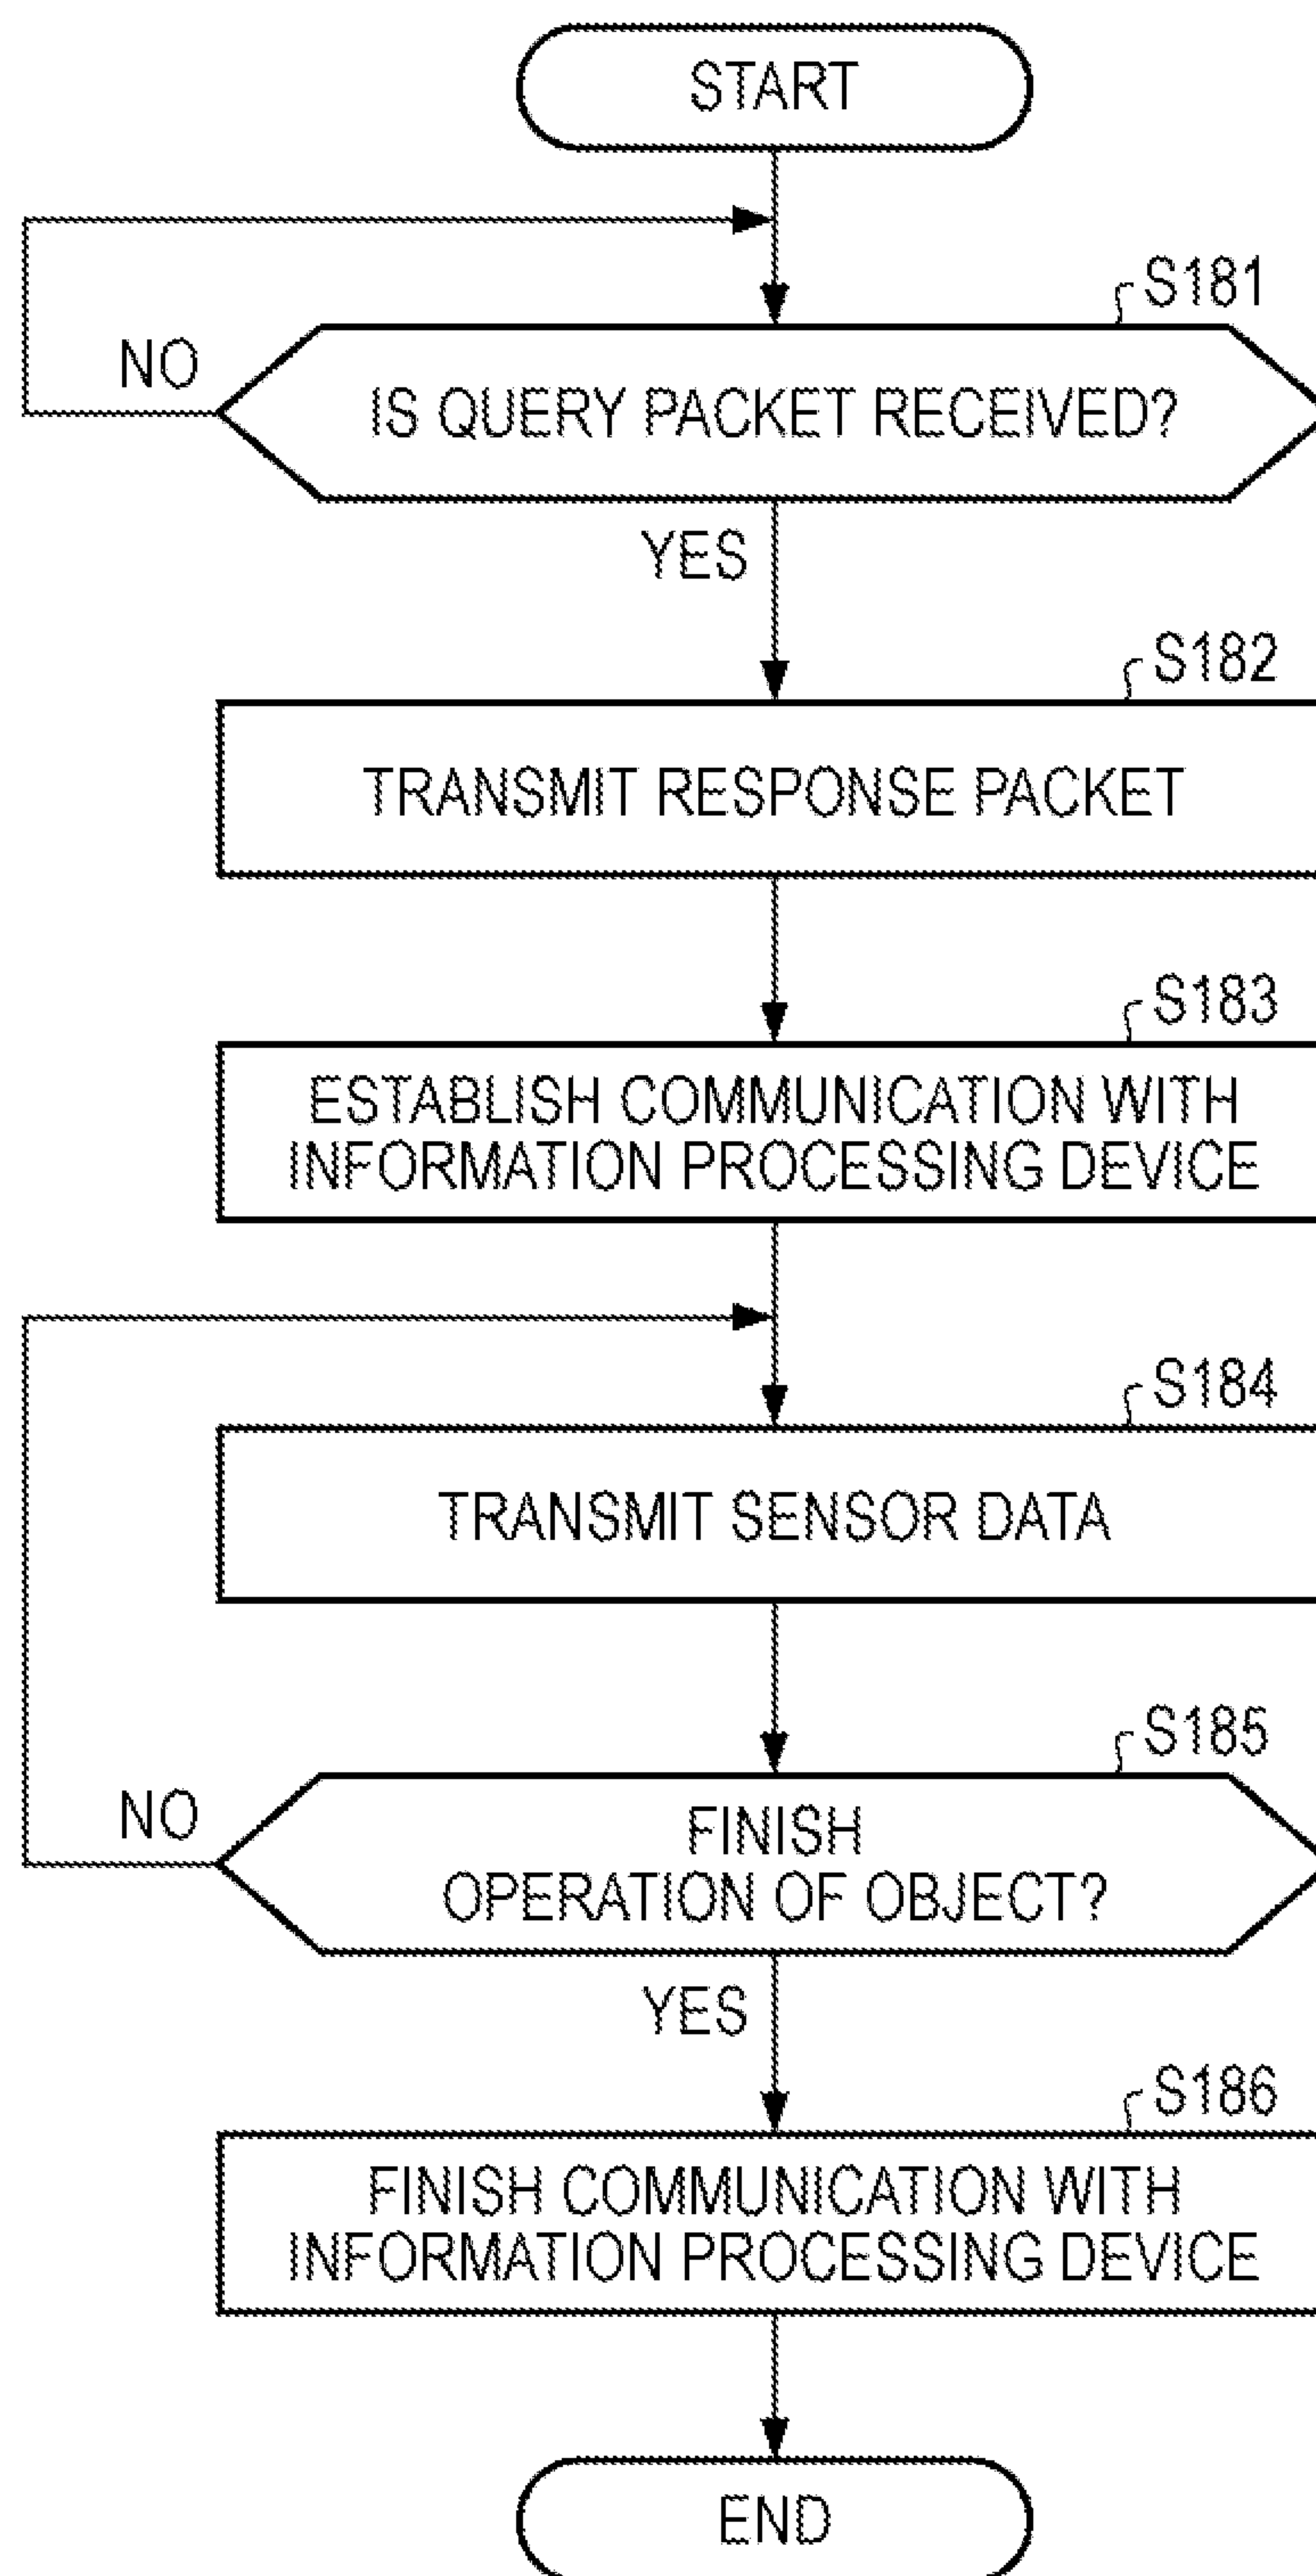 START
S181
NO
IS QUERY PACKET RECEIVED?
YES
S182
TRANSMIT RESPONSE PACKET
S183
ESTABLISH COMMUNICATION WITH
INFORMATION PROCESSING DEVICE
S184
TRANSMIT SENSOR DATA
S185
NO
FINISH
OPERATION OF OBJECT?
YES
S186
FINISH COMMUNICATION WITH
INFORMATION PROCESSING DEVICE
END